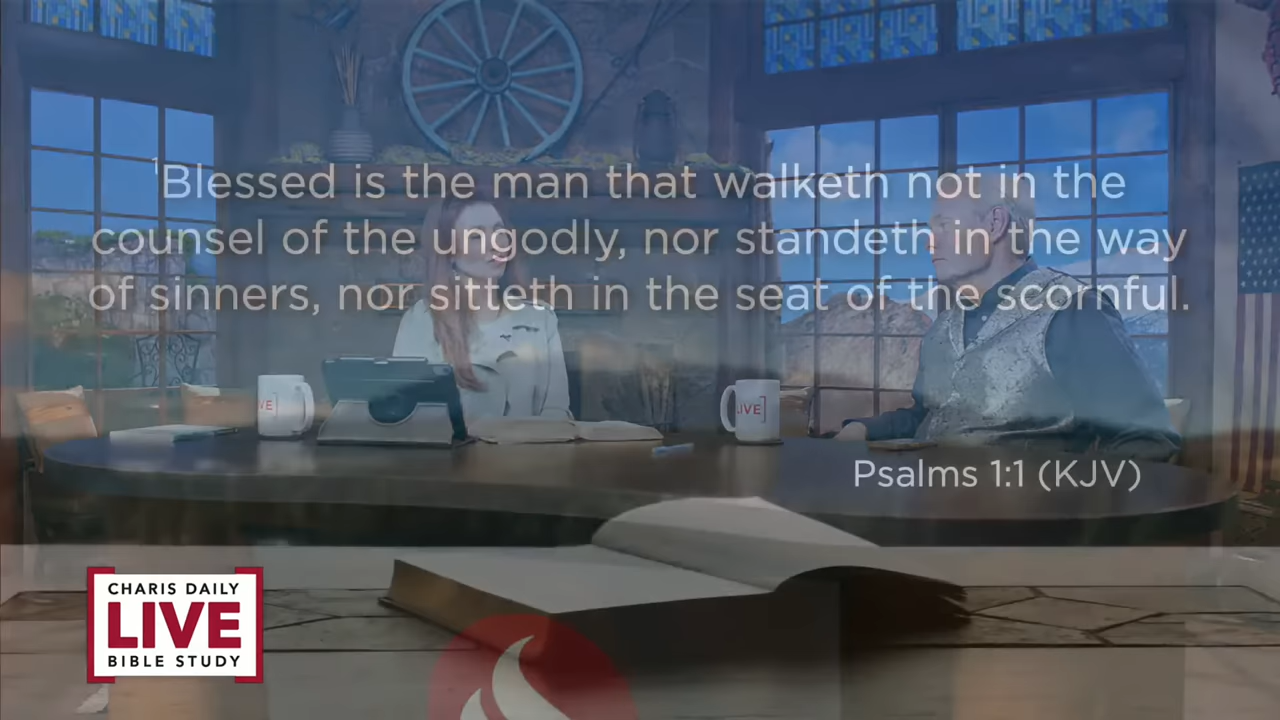 ¹Blessed is the man that walketh not in the
counsel of the ungodly, nor standeth in the way
of sinners, nor sitteth in the seat of the scornful.
VE]
LIVE]
Psalms 1:1 (KJV)
CHARIS DAILY
LIVE
BIBLE STUDY